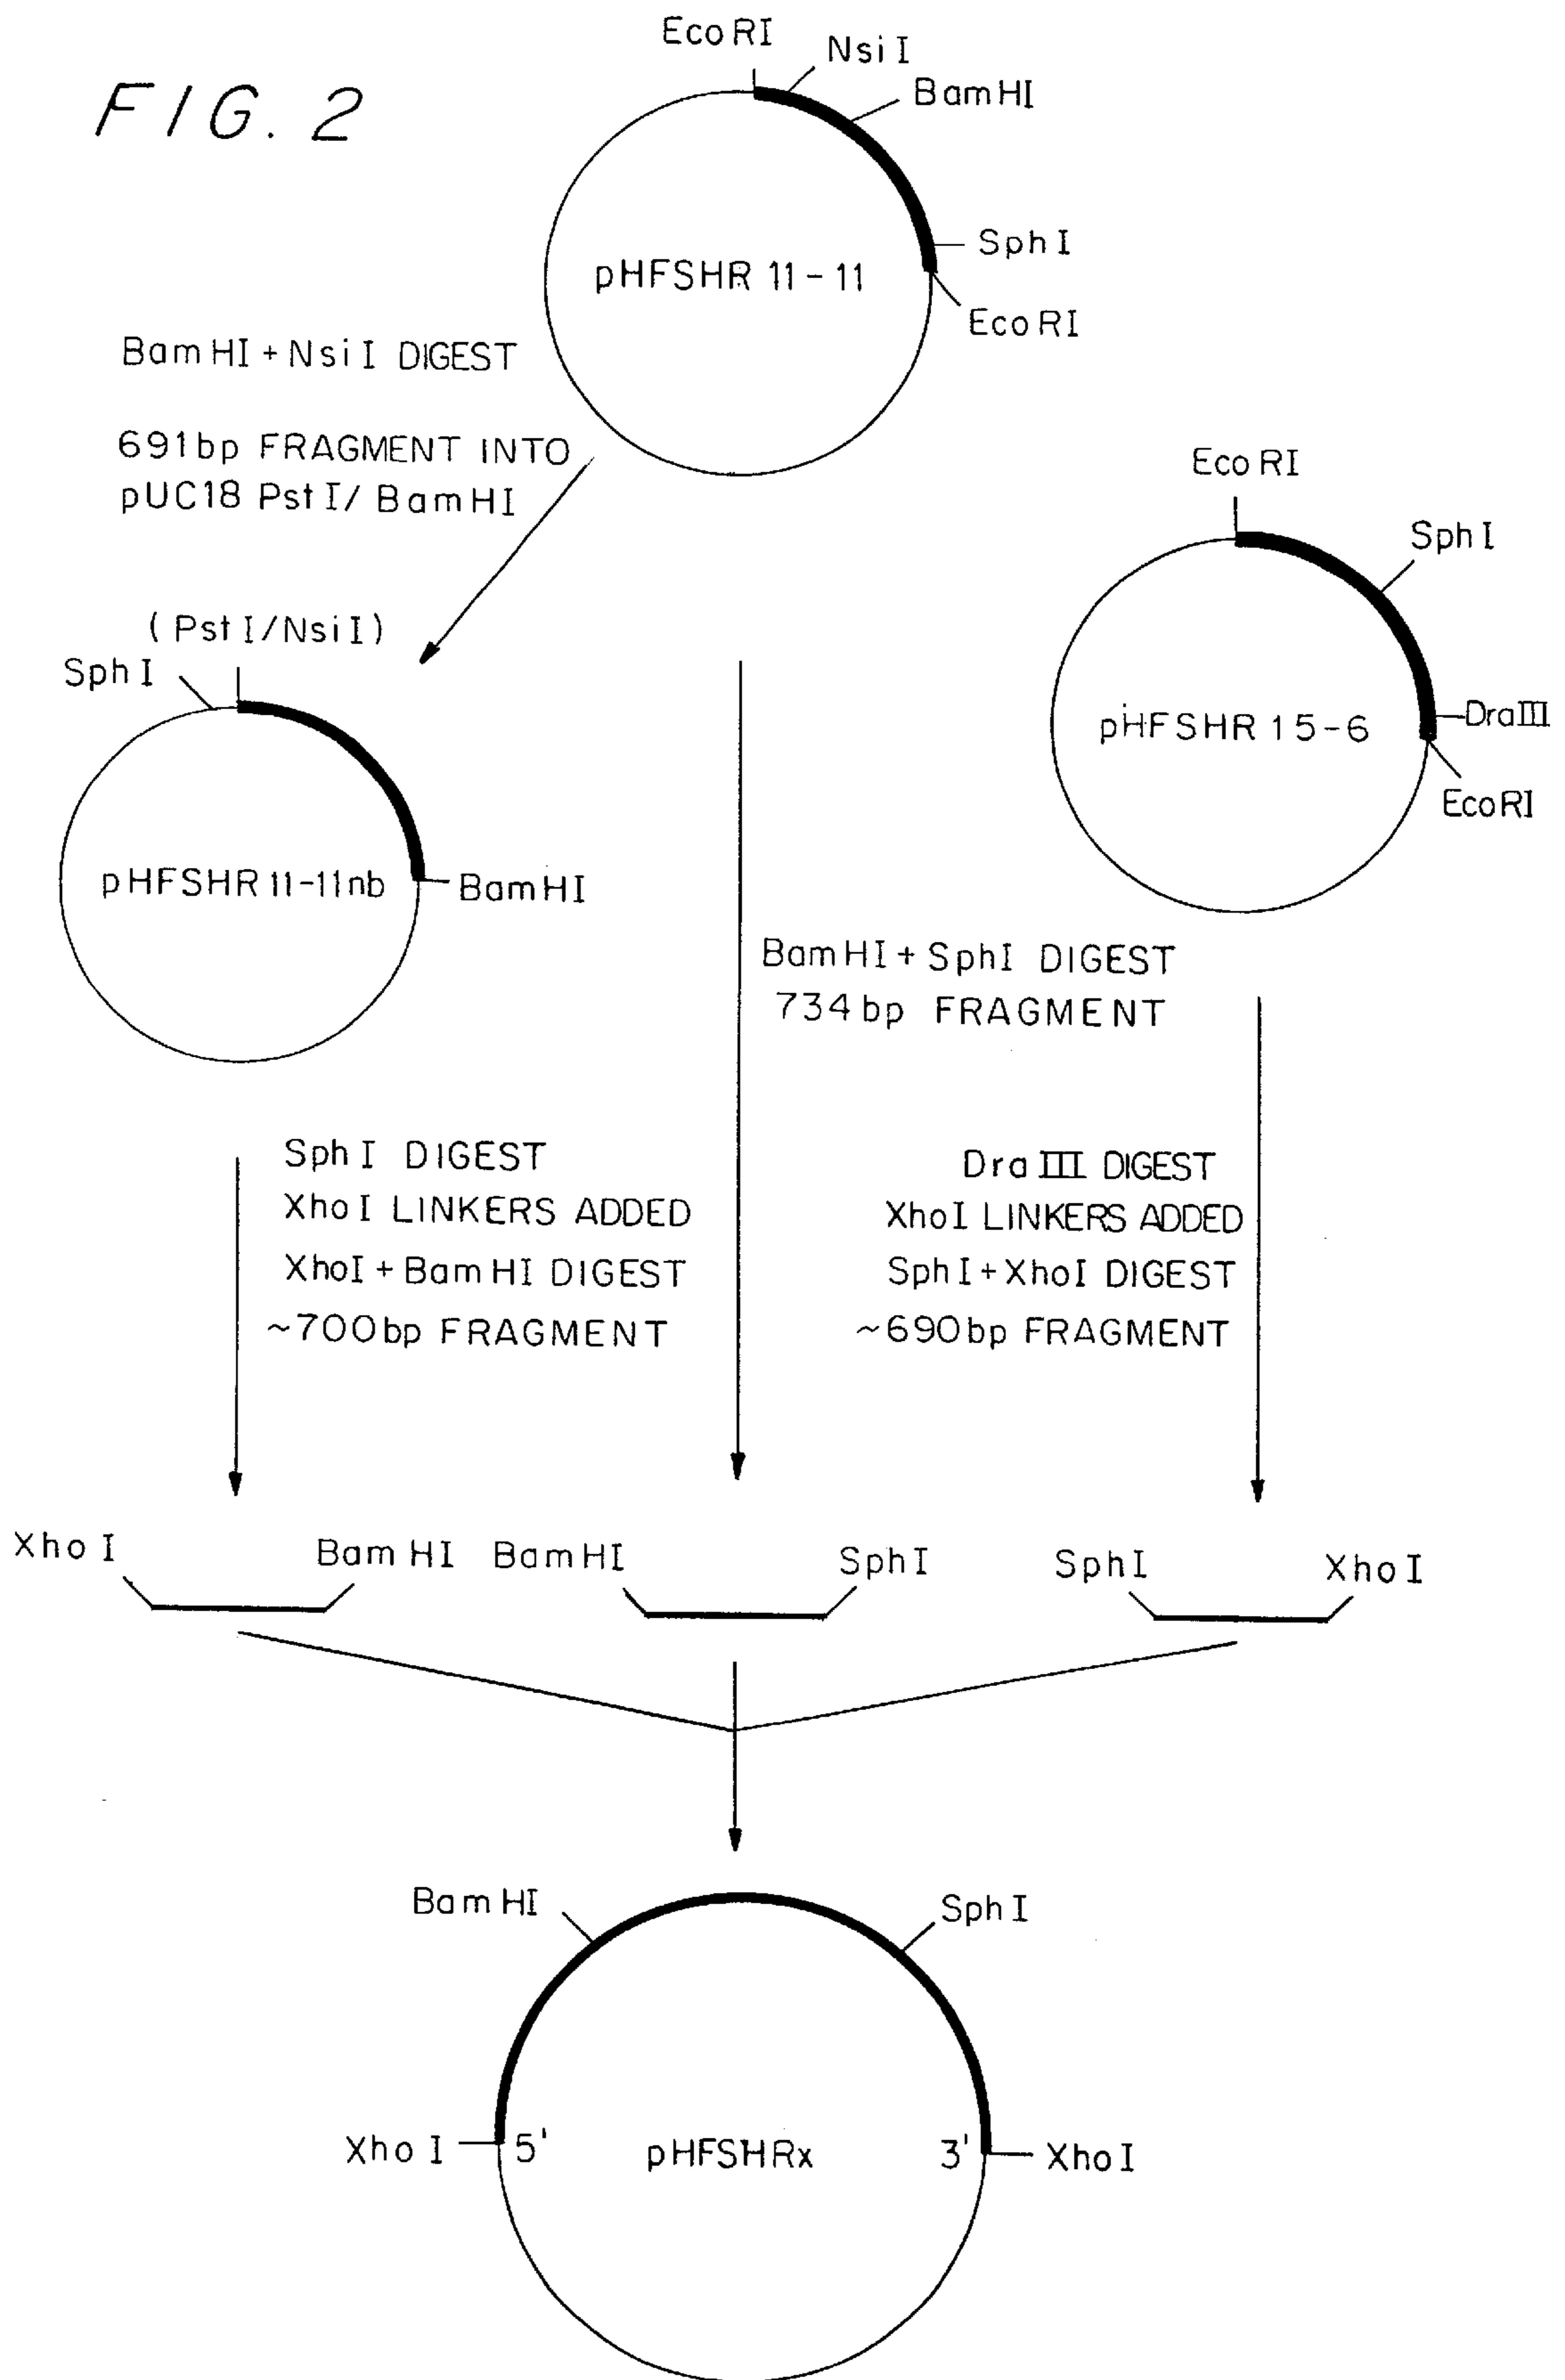 FIG. 2
EcoRI
NsiI
BamHI
SphI
EcoRI
pHFSHR 11-11
BamHI + NsiI DIGEST
691bp FRAGMENT INTO
pUC18 PstI/ BamHI
EcoRI
SphI
DraIII
EcoRI
pHFSHR 15-6
(PstI/NsiI)
SphI
pHFSHR 11-11nb
BamHI
BamHI + SphI DIGEST
734bp FRAGMENT
SphI DIGEST
XhoI LINKERS ADDED
XhoI + BamHI DIGEST
~700bp FRAGMENT
DraIII DIGEST
XhoI LINKERS ADDED
SphI + XhoI DIGEST
~690bp FRAGMENT
XhoI
BamHI
BamHI
SphI
SphI
XhoI
BamHI
SphI
XhoI
5'
pHFSHRx
3'
XhoI